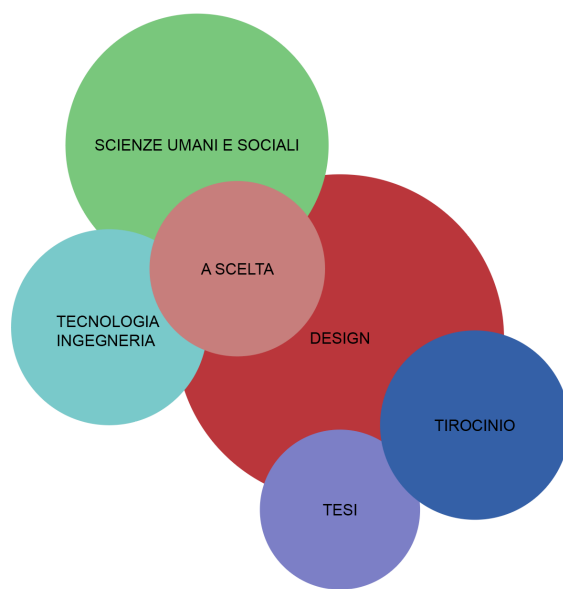 SCIENZE UMANI E SOCIALI
A SCELTA
TECNOLOGIA
INGEGNERIA
DESIGN
TIROCINIO
TESI